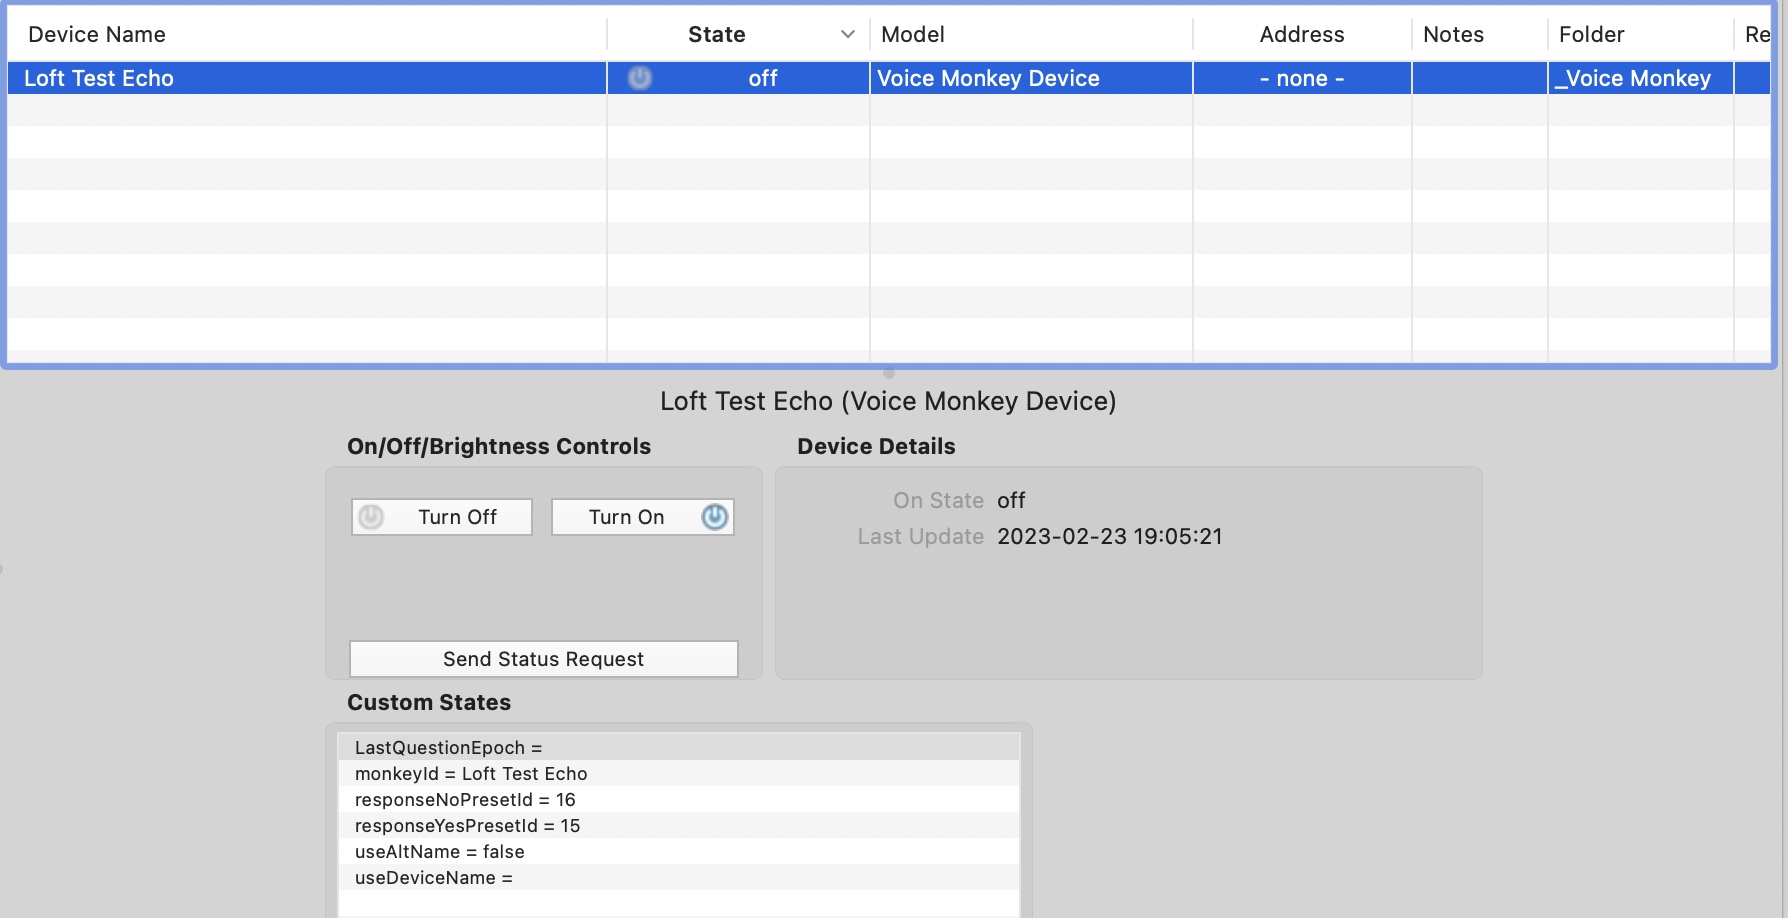 Device Name State Model Address Notes Folder Re
Loft Test Echo off Voice Monkey Device - none - _Voice Monkey
Loft Test Echo (Voice Monkey Device)
On/Off/Brightness Controls
Turn Off Turn On
Send Status Request
Device Details
On State off
Last Update 2023-02-23 19:05:21
Custom States
LastQuestionEpoch =
monkeyId = Loft Test Echo
responseNoPresetId = 16
responseYesPresetId = 15
useAltName = false
useDeviceName =